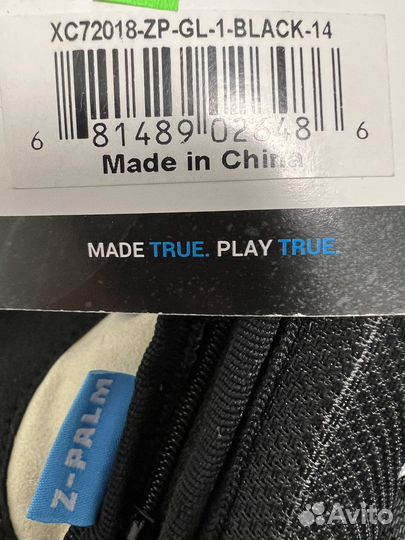 XC72018-ZP-GL-1-BLACK-14
6 81489 02648 6
Made in China
MADE TRUE. PLAY TRUE.
Z-PALM
Avito